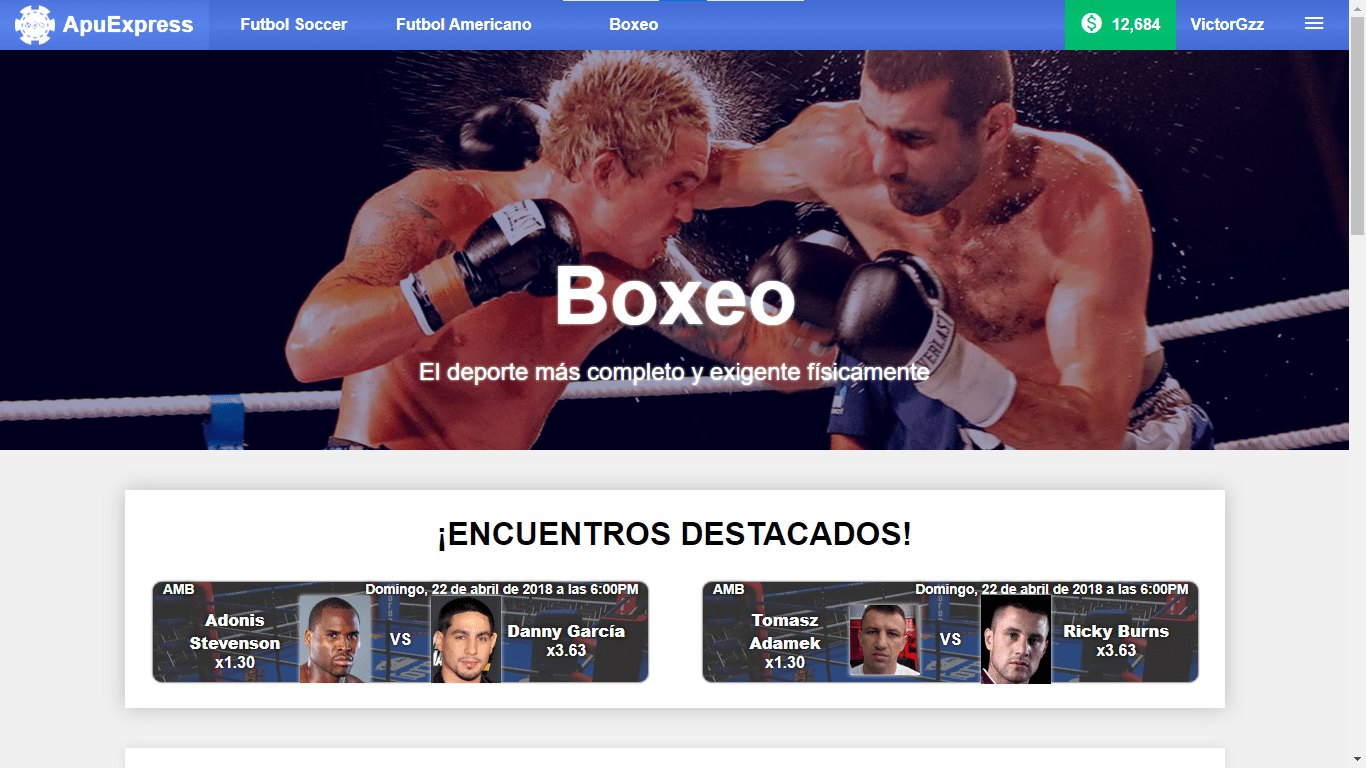 ApuExpress
Futbol Soccer
Futbol Americano
Boxeo
12,684
VictorGzz
Boxeo
El deporte más completo y exigente físicamente
EVERLAST
¡ENCUENTROS DESTACADOS!
AMB
Domingo, 22 de abril de 2018 a las 6:00PM
Adonis
Stevenson
x1.30
VS
Danny García
x3.63
AMB
Domingo, 22 de abril de 2018 a las 6:00PM
Tomasz
Adamek
x1.30
VS
Ricky Burns
x3.63